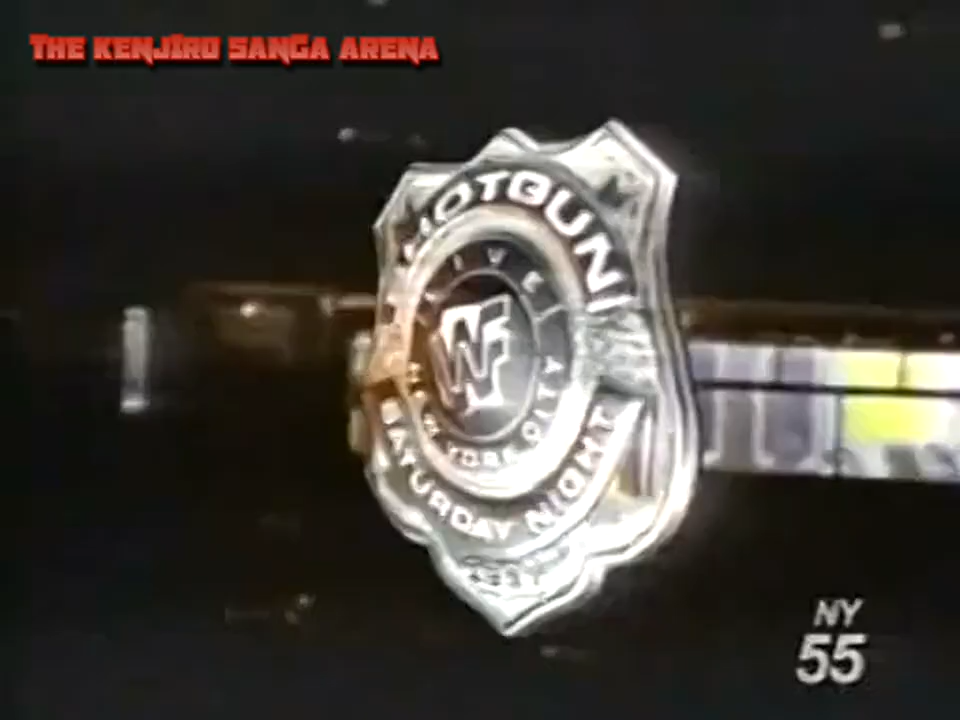 THE KENJIRO SANGA ARENA
SHOTGUN
LIVE
WF
NEW YORK CITY
SATURDAY NIGHT
NY
55